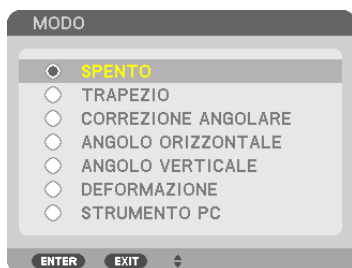 MODO
SPENTO
TRAPEZIO
CORREZIONE ANGOLARE
ANGOLO ORIZZONTALE
ANGOLO VERTICALE
DEFORMAZIONE
STRUMENTO PC
ENTER EXIT